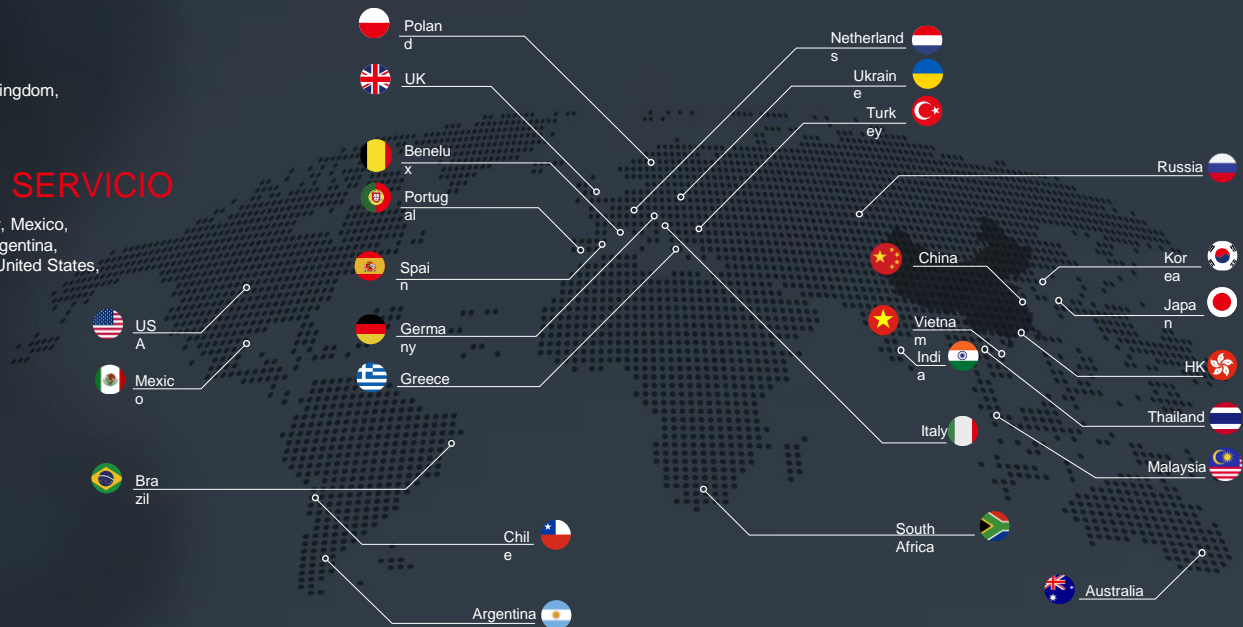 ingdom,
SERVICIO
, Mexico,
gentina,
United States,
Polan
d
UK
Benelu
x
Portug
al
Spai
n
Germa
ny
Greece
US
A
Mexic
o
Bra
zil
Chil
e
Argentina
Netherland
s
Ukrain
e
Turk
ey
Russia
China
Kor
ea
Japa
n
Vietna
m
Indi
a
HK
Thailand
Italy
Malaysia
South
Africa
Australia